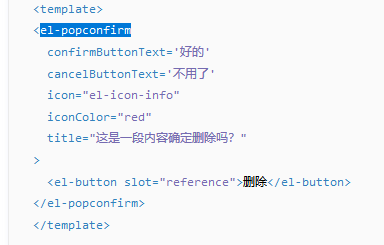 <template>
<el-popconfirm
confirmButtonText='好的'
cancelButtonText='不用了'
icon="el-icon-info"
iconColor="red"
title="这是一段内容确定删除吗？"
>
<el-button slot="reference">删除</el-button>
</el-popconfirm>
</template>